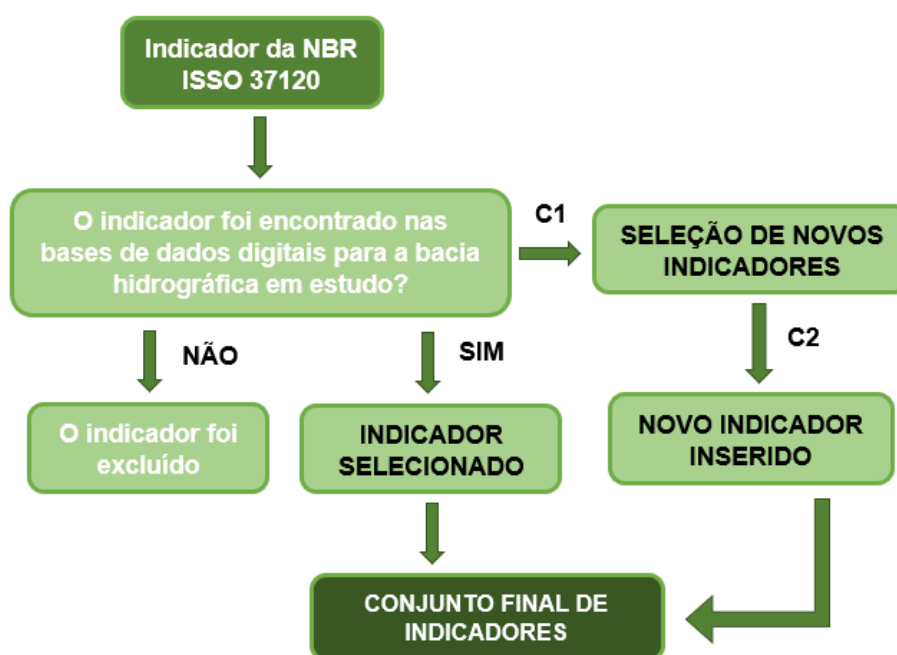 Indicador da NBR
ISSO 37120
O indicador foi encontrado nas
bases de dados digitais para a bacia
hidrográfica em estudo?
C1
SELEÇÃO DE NOVOS
INDICADORES
NÃO
SIM
C2
O indicador foi
excluído
INDICADOR
SELECIONADO
NOVO INDICADOR
INSERIDO
CONJUNTO FINAL DE
INDICADORES